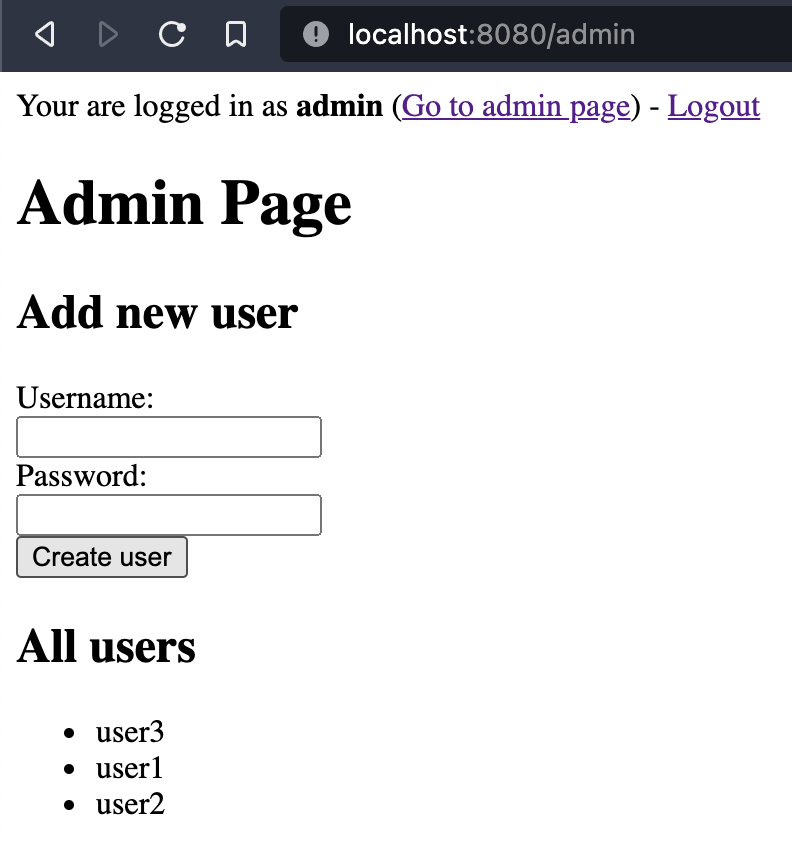 localhost:8080/admin
Your are logged in as admin (Go to admin page) - Logout
Admin Page
Add new user
Username:
Password:
Create user
All users
• user3
• user1
• user2